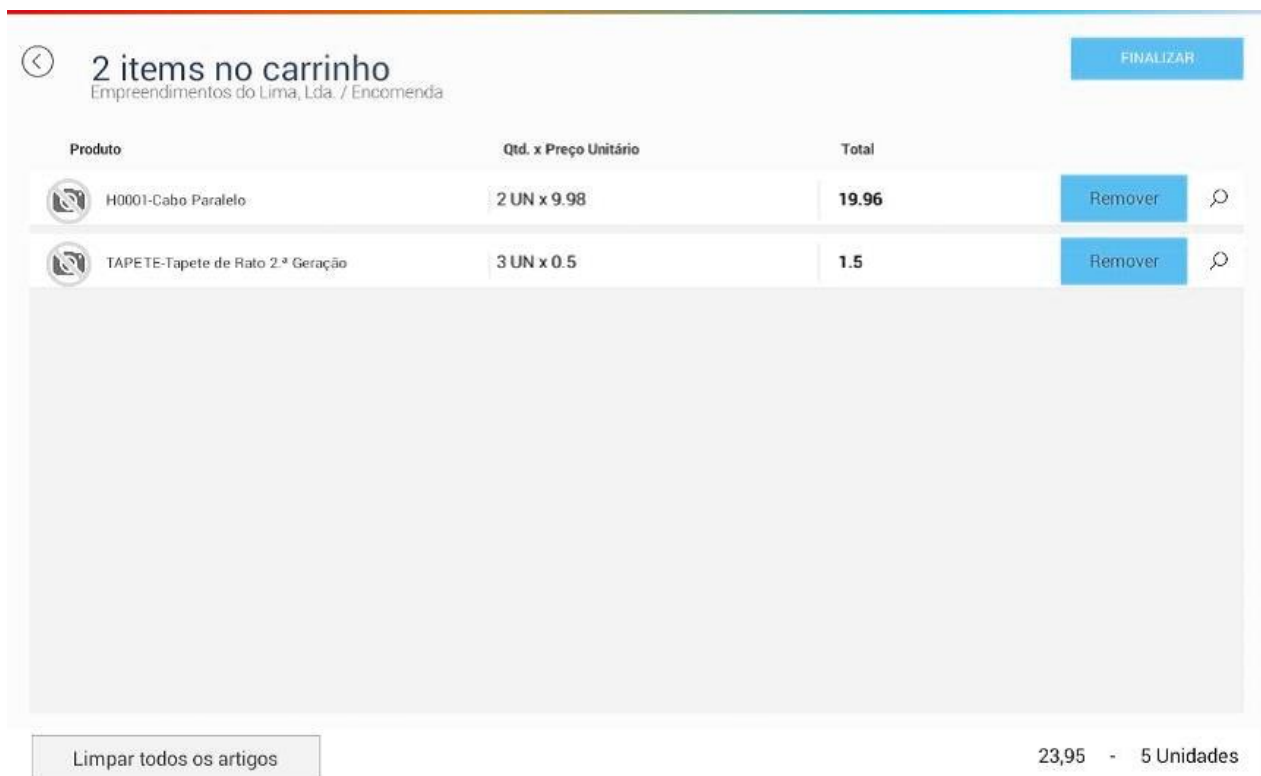 2 items no carrinho
FINALIZAR
Empreendimentos do Lima, Lda. / Encomenda
Produto Qtd. x Preço Unitário Total
H0001-Cabo Paralelo 2 UN x 9.98 19.96 Remover
TAPETE-Tapete de Rato 2.ª Geração 3 UN x 0.5 1.5 Remover
Limpar todos os artigos 23,95 - 5 Unidades